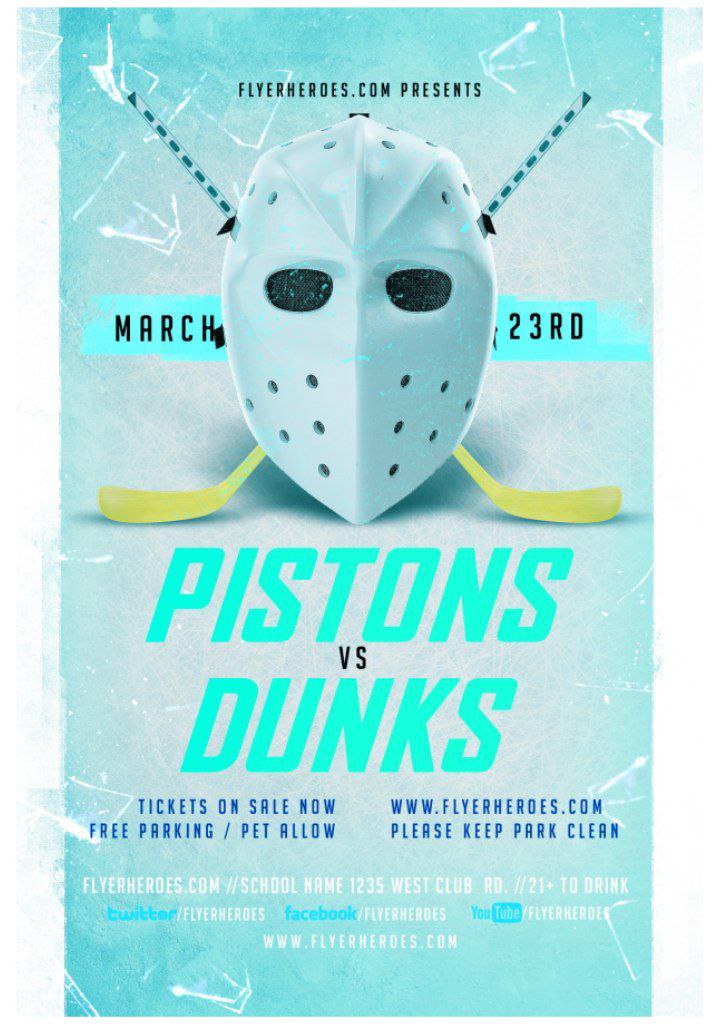 FLYERHEROES.COM PRESENTS
MARCH 23RD
PISTONS
VS
DUNKS
TICKETS ON SALE NOW
FREE PARKING / PET ALLOW
WWW.FLYERHEROES.COM
PLEASE KEEP PARK CLEAN
FLYERHEROES.COM //SCHOOL NAME 1235 WEST CLUB RD. //21+ TO DRINK
twitter/FLYERHEROES facebook/FLYERHEROES YouTube/FLYERHEROES
WWW.FLYERHEROES.COM